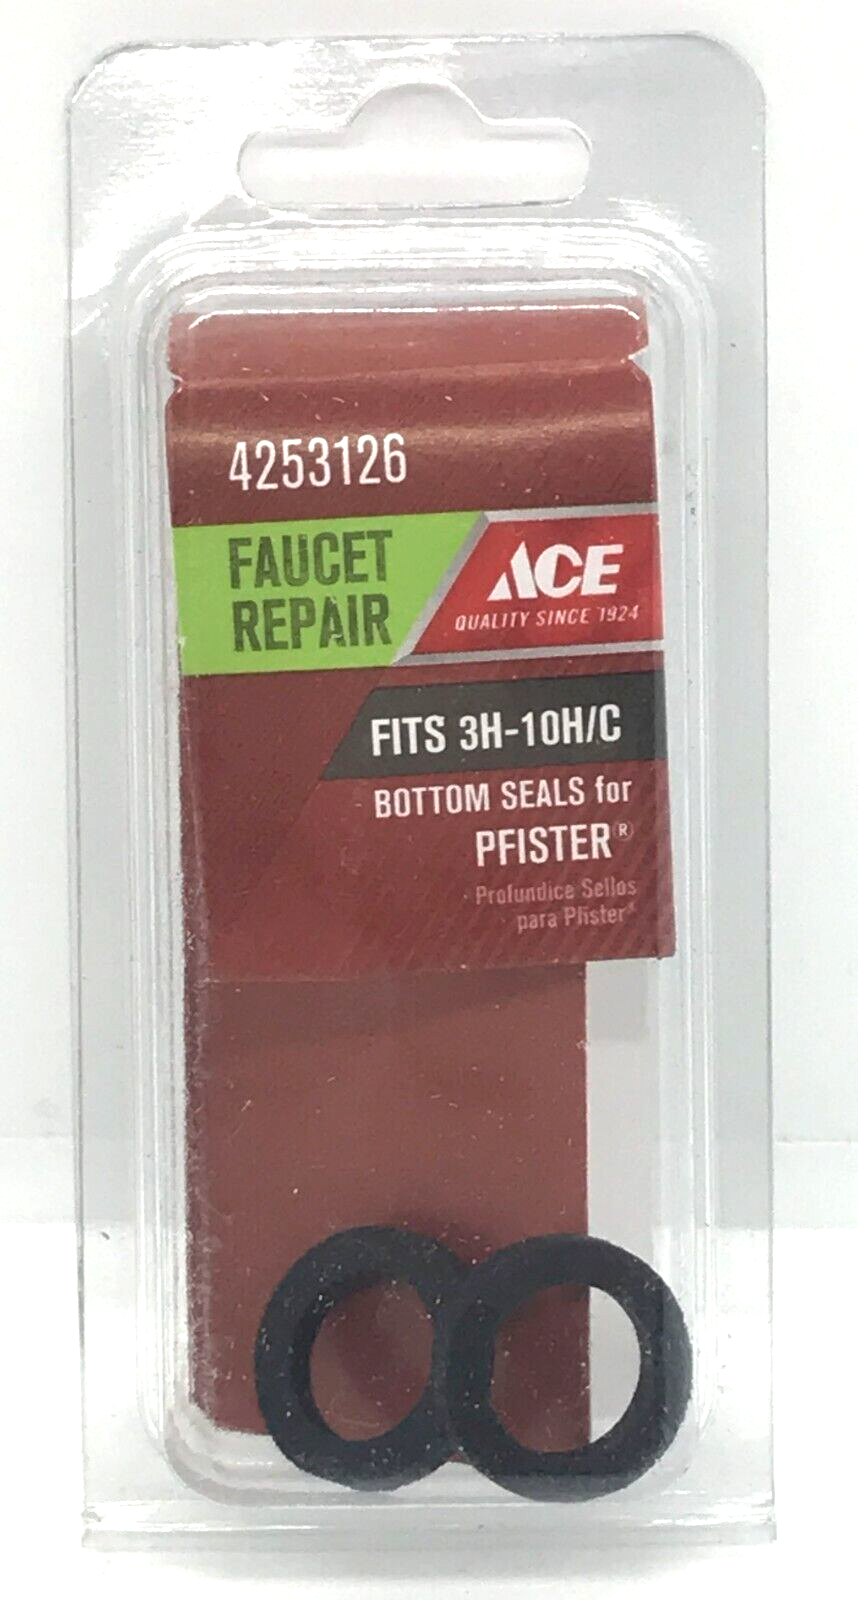 4253126
FAUCET
REPAIR
ACE
QUALITY SINCE 1924
FITS 3H-10H/C
BOTTOM SEALS for
PFISTER®
Profundice Sellos
para Pfister®